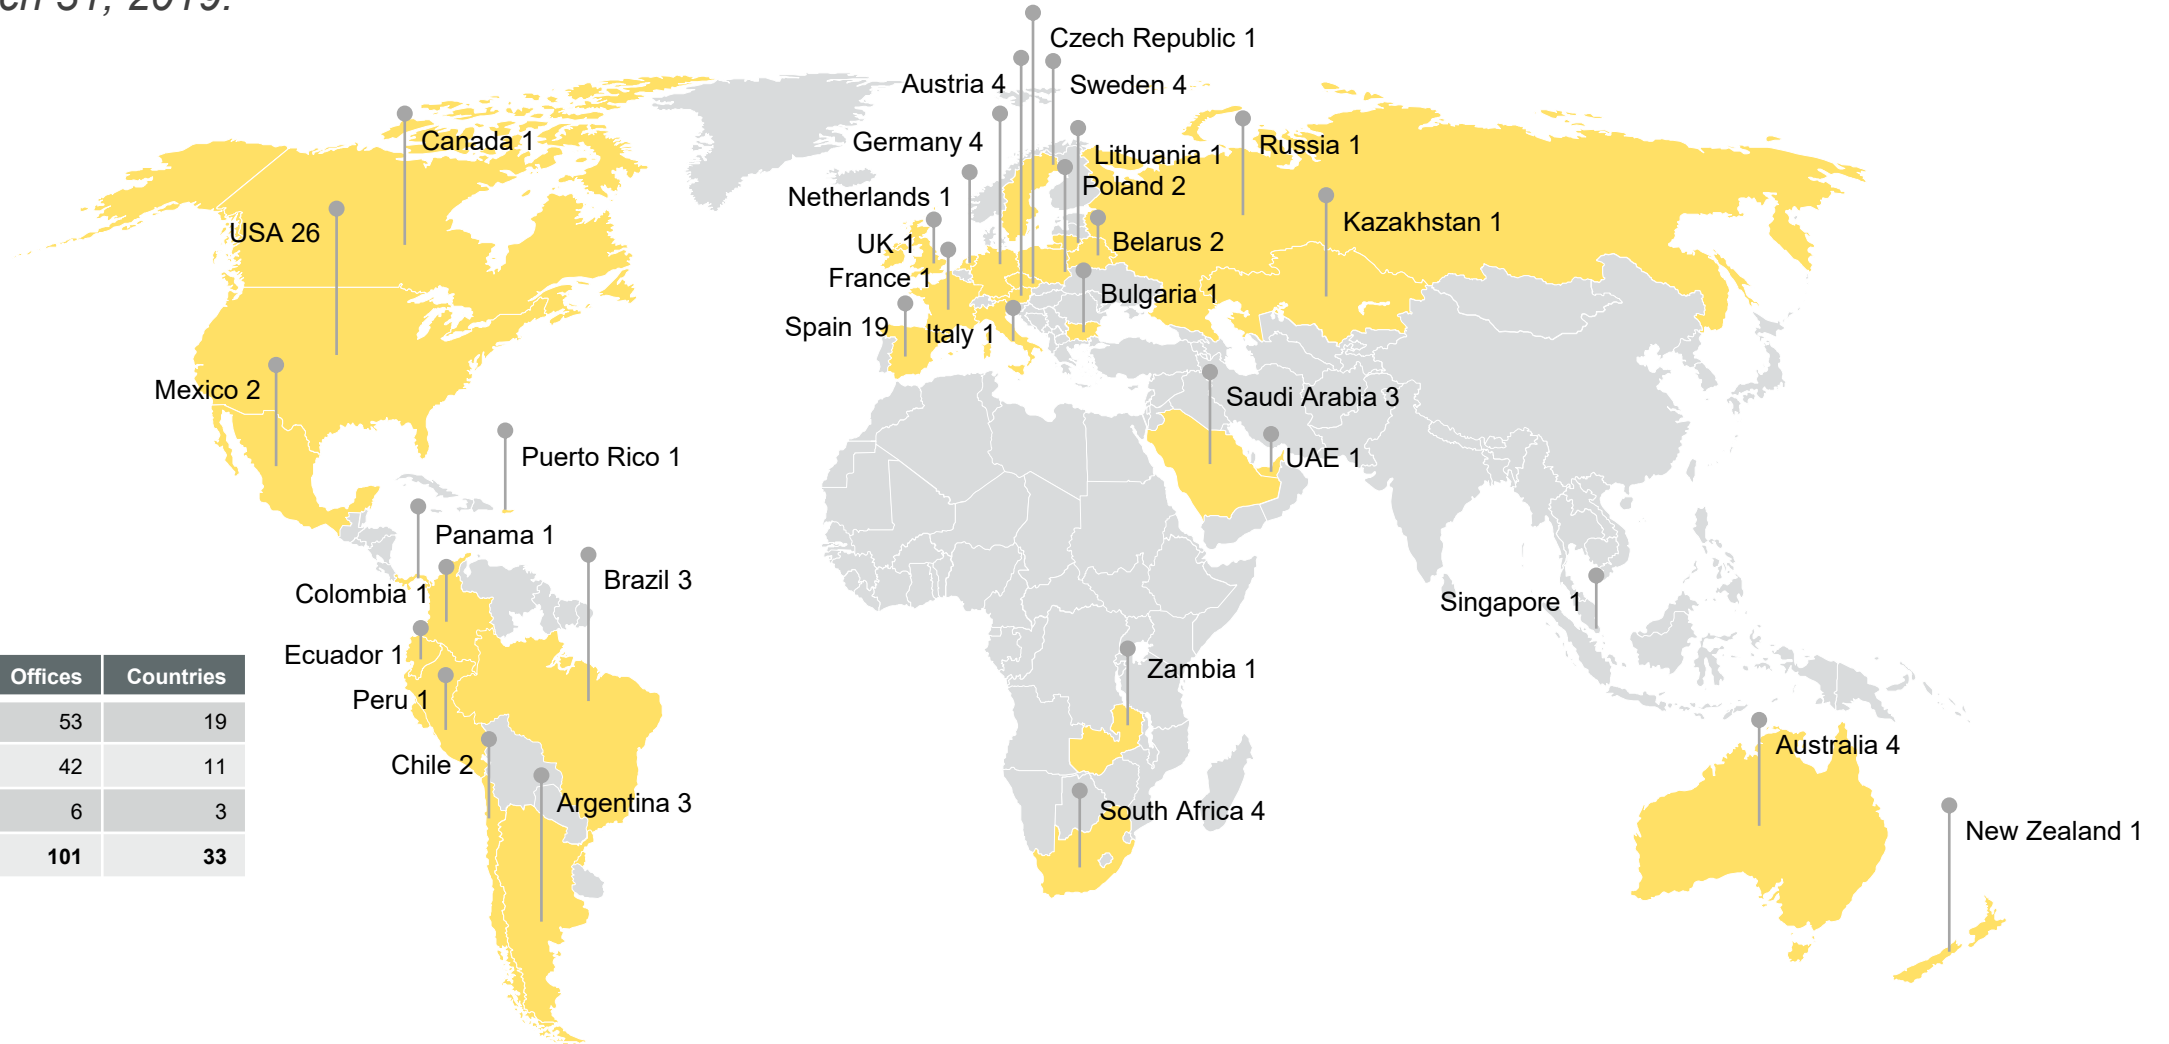 31, 2019.
Czech Republic 1
Austria 4
Sweden 4
Canada 1
Germany 4
Lithuania 1
Russia 1
Netherlands 1
Poland 2
USA 26
UK 1
Belarus 2
Kazakhstan 1
France 1
Bulgaria 1
Spain 19
Italy 1
Mexico 2
Saudi Arabia 3
Puerto Rico 1
UAE 1
Panama 1
Colombia 1
Brazil 3
Singapore 1
Ecuador 1
Zambia 1
Peru 1
Chile 2
Australia 4
Argentina 3
South Africa 4
New Zealand 1
Offices Countries
53 19
42 11
6 3
101 33